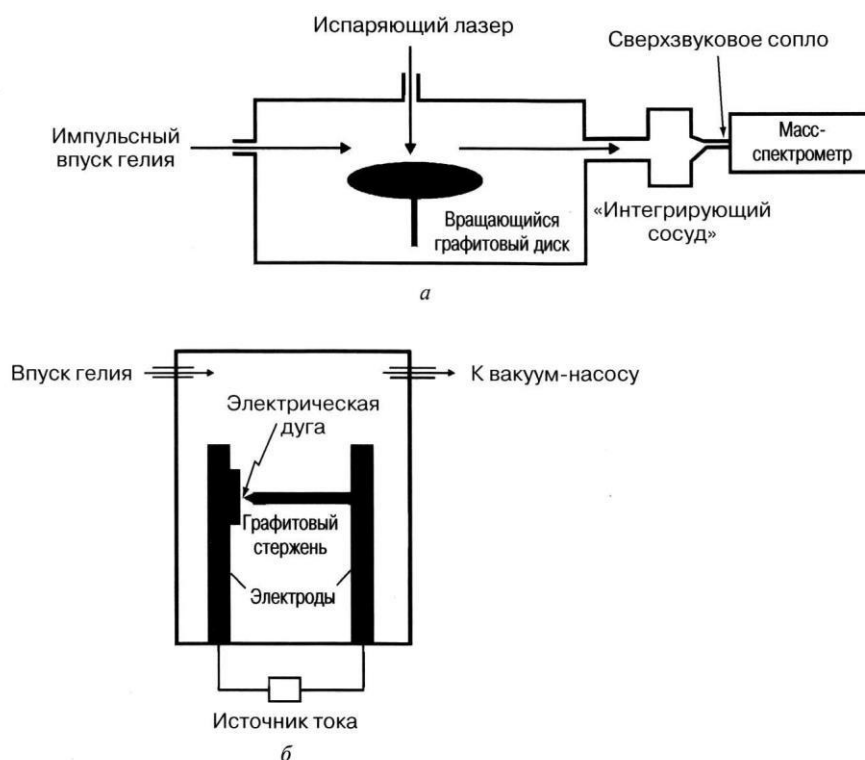 Испаряющий лазер
Сверхзвуковое сопло
Импульсный
впуск гелия
Масс-
спектрометр
Вращающийся
графитовый диск
«Интегрирующий
сосуд»
а
Впуск гелия
К вакуум-насосу
Электрическая
дуга
Графитовый
стержень
Электроды
Источник тока
б